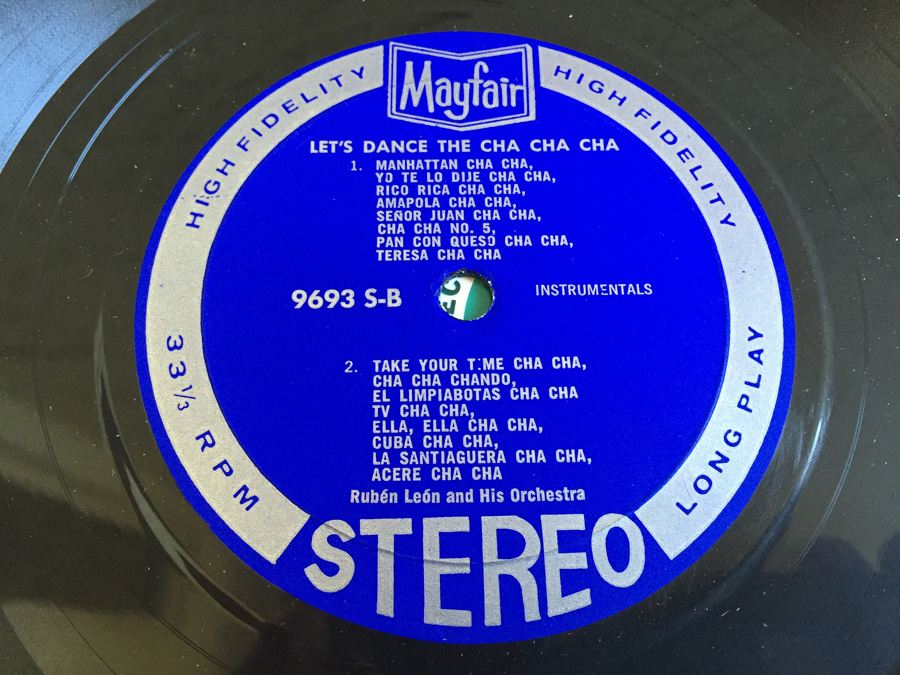 Mayfair
HIGH FIDELITY
HIGH FIDELITY
LET'S DANCE THE CHA CHA CHA
1. MANHATTAN CHA CHA,
YO TE LO DIJE CHA CHA,
RICO RICA CHA CHA,
AMAPOLA CHA CHA,
SEÑOR JUAN CHA CHA,
CHA CHA NO. 5,
PAN CON QUESO CHA CHA,
TERESA CHA CHA
9693 S-B
INSTRUMENTALS
2. TAKE YOUR T:ME CHA CHA,
CHA CHA CHANDO,
EL LIMPIABOTAS CHA CHA
TV CHA CHA,
ELLA, ELLA CHA CHA,
CUBA CHA CHA,
LA SANTIAGUERA CHA CHA,
ACERE CHA CHA
Rubén León and His Orchestra
33⅓ RPM
LONG PLAY
STEREO